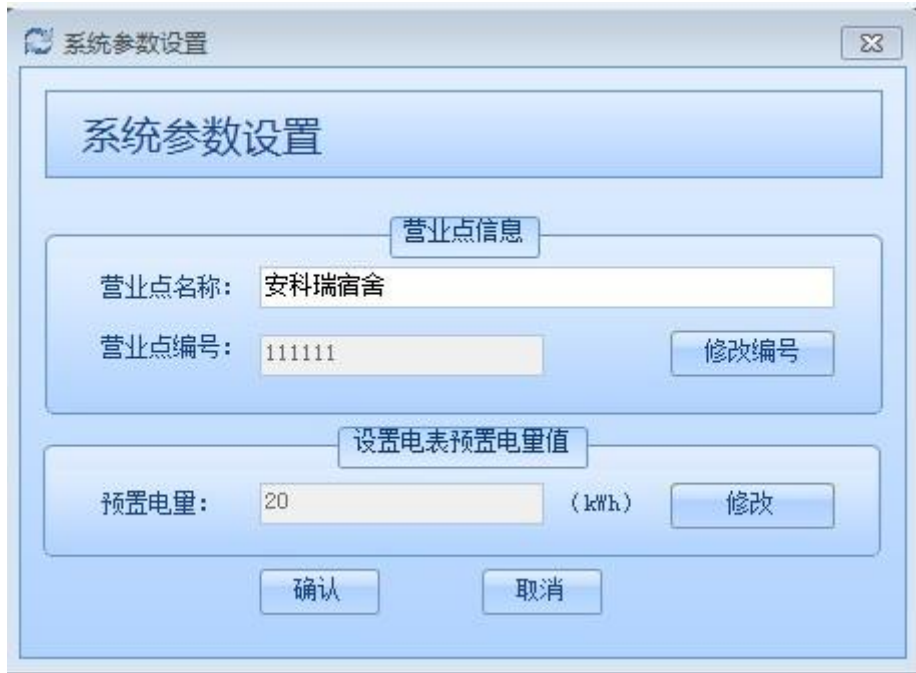 系统参数设置
系统参数设置
营业点信息
营业点名称: 安科瑞宿舍
营业点编号: 111111 修改编号
设置电表预置电量值
预置电量: 20 (kWh) 修改
确认 取消